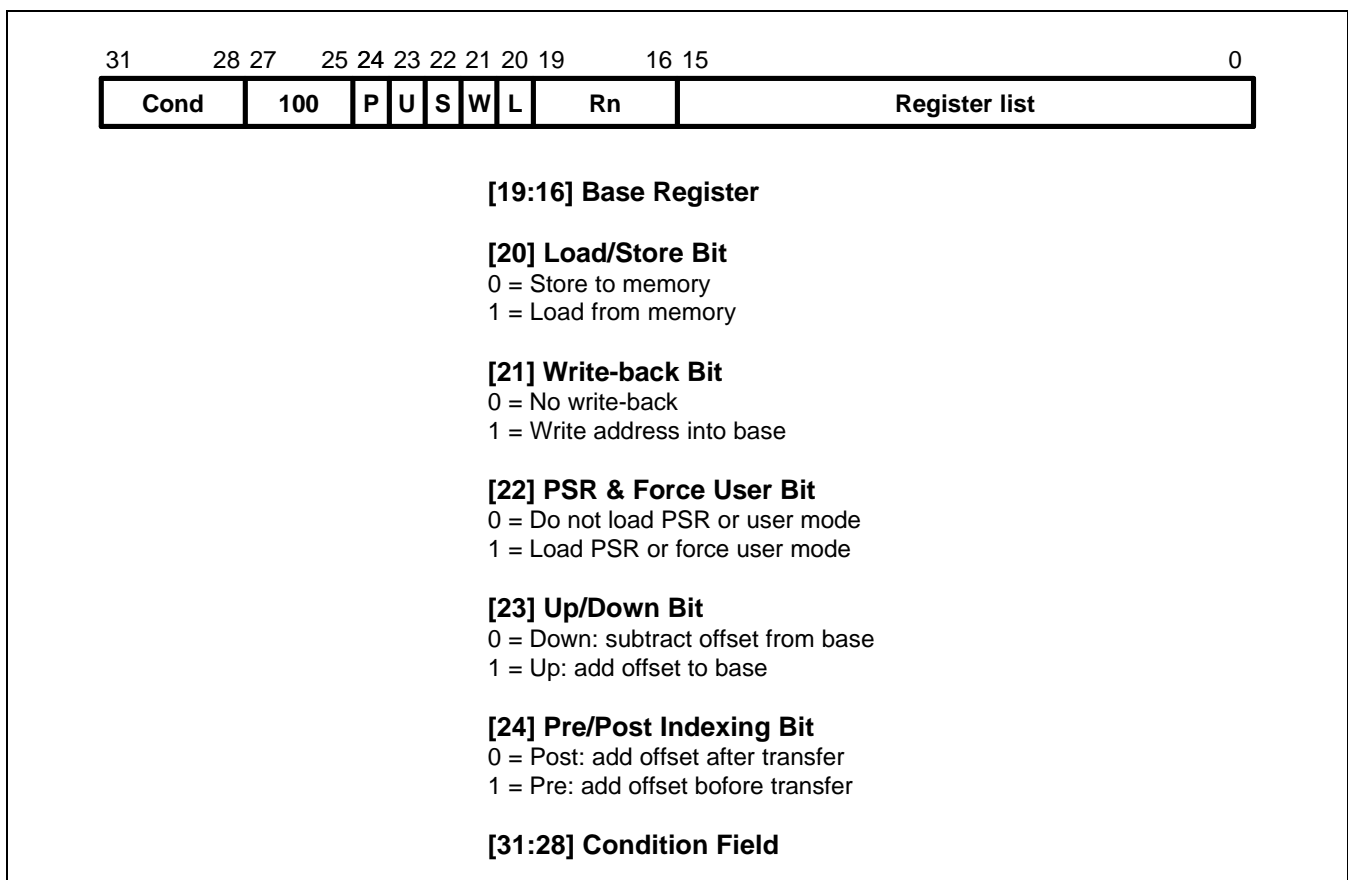 31 28 27 25 24 23 22 21 20 19 16 15 0
Cond 100 P U S W L Rn Register list
[19:16] Base Register
[20] Load/Store Bit
0 = Store to memory
1 = Load from memory
[21] Write-back Bit
0 = No write-back
1 = Write address into base
[22] PSR & Force User Bit
0 = Do not load PSR or user mode
1 = Load PSR or force user mode
[23] Up/Down Bit
0 = Down: subtract offset from base
1 = Up: add offset to base
[24] Pre/Post Indexing Bit
0 = Post: add offset after transfer
1 = Pre: add offset bofore transfer
[31:28] Condition Field